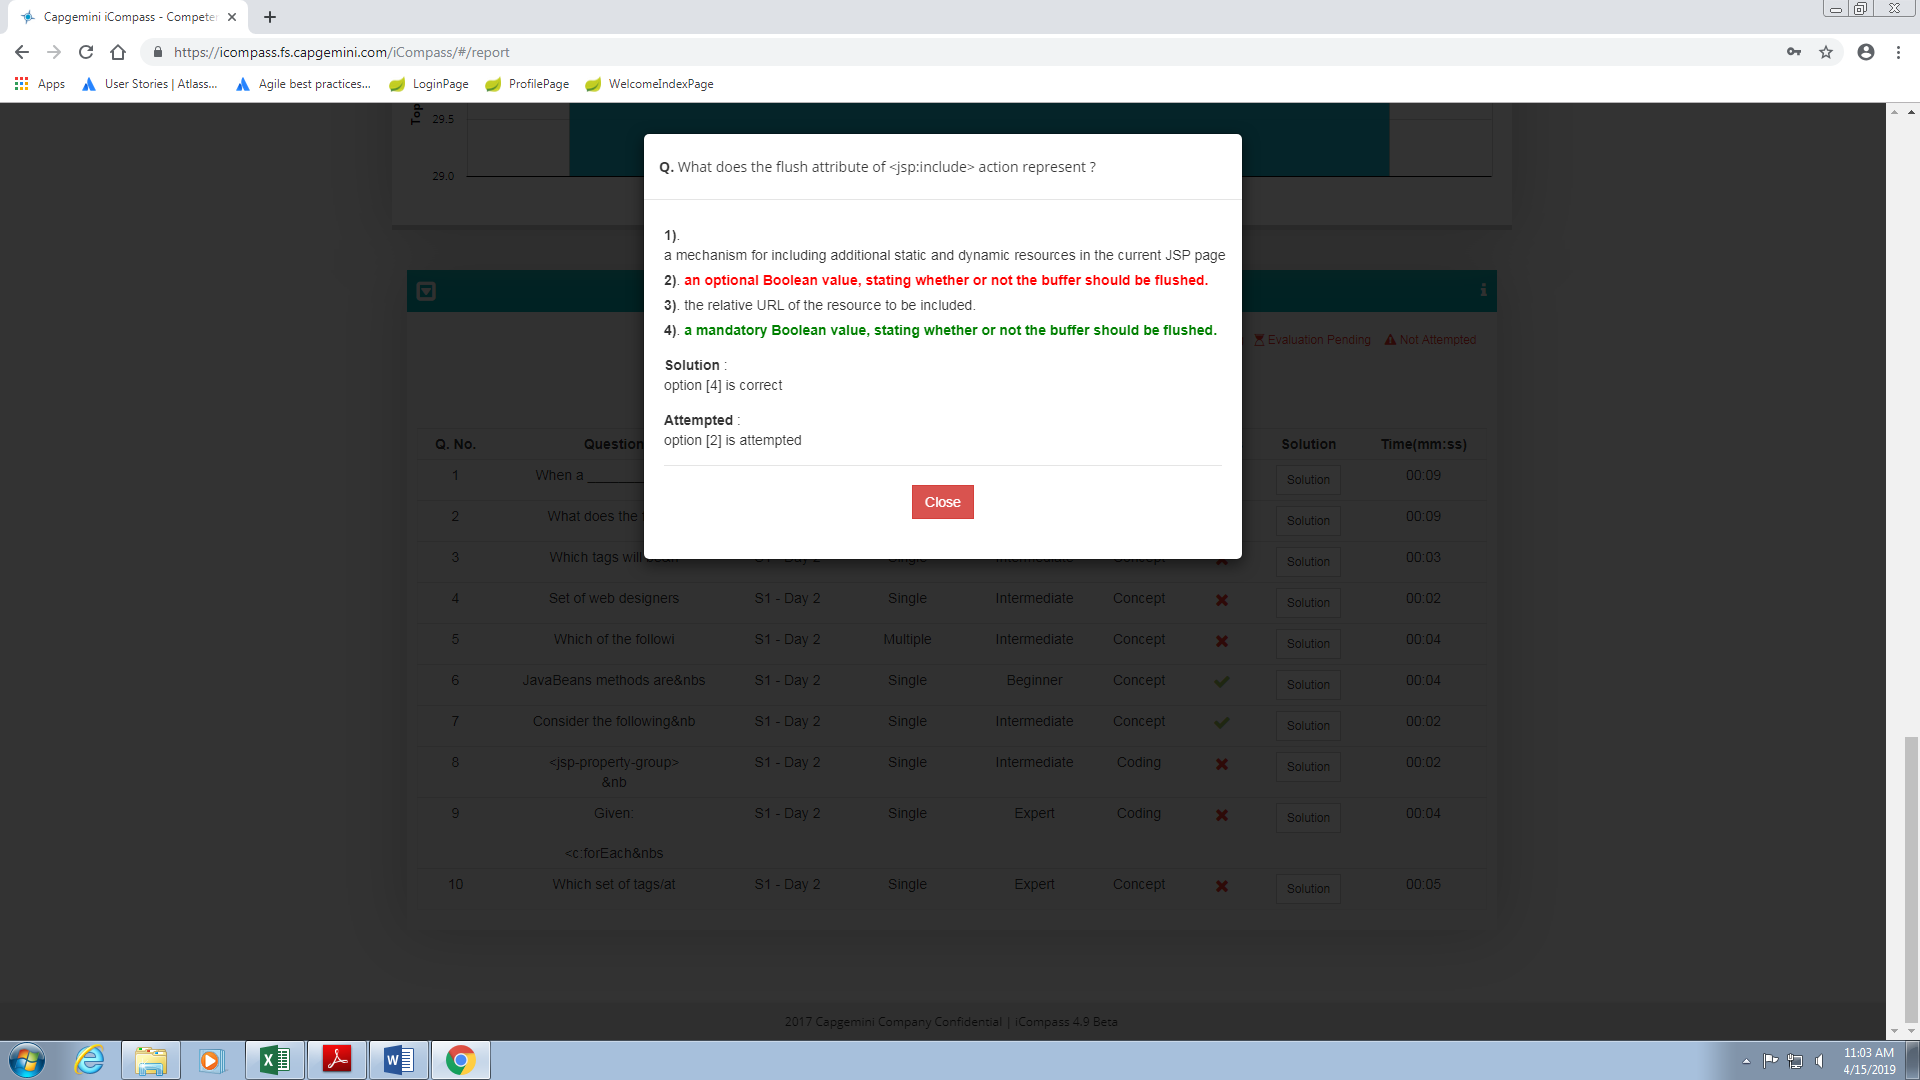 Capgemini iCompass - Competer
https://icompass.fs.capgemini.com/iCompass/#/report
Apps
User Stories | Atlass...
Agile best practices...
LoginPage
ProfilePage
WelcomeIndexPage
Top
29.5
29.0
Q. What does the flush attribute of <jsp:include> action represent ?
1).
a mechanism for including additional static and dynamic resources in the current JSP page
2). an optional Boolean value, stating whether or not the buffer should be flushed.
3). the relative URL of the resource to be included.
4). a mandatory Boolean value, stating whether or not the buffer should be flushed.
Solution :
option [4] is correct
Attempted :
option [2] is attempted
Close
Evaluation Pending Not Attempted
Q. No. Question Solution Time(mm:ss)
1 When a ________ Solution 00:09
2 What does the Solution 00:09
3 Which tags will Solution 00:03
4 Set of web designers S1 - Day 2 Single Intermediate Concept Solution 00:02
5 Which of the followi S1 - Day 2 Multiple Intermediate Concept Solution 00:04
6 JavaBeans methods are&nbs S1 - Day 2 Single Beginner Concept Solution 00:04
7 Consider the following&nb S1 - Day 2 Single Intermediate Concept Solution 00:02
8 <jsp-property-group> S1 - Day 2 Single Intermediate Coding Solution 00:02
&nb
9 Given: S1 - Day 2 Single Expert Coding Solution 00:04
<c:forEach&nbs
10 Which set of tags/at S1 - Day 2 Single Expert Concept Solution 00:05
2017 Capgemini Company Confidential | iCompass 4.9 Beta
11:03 AM
4/15/2019